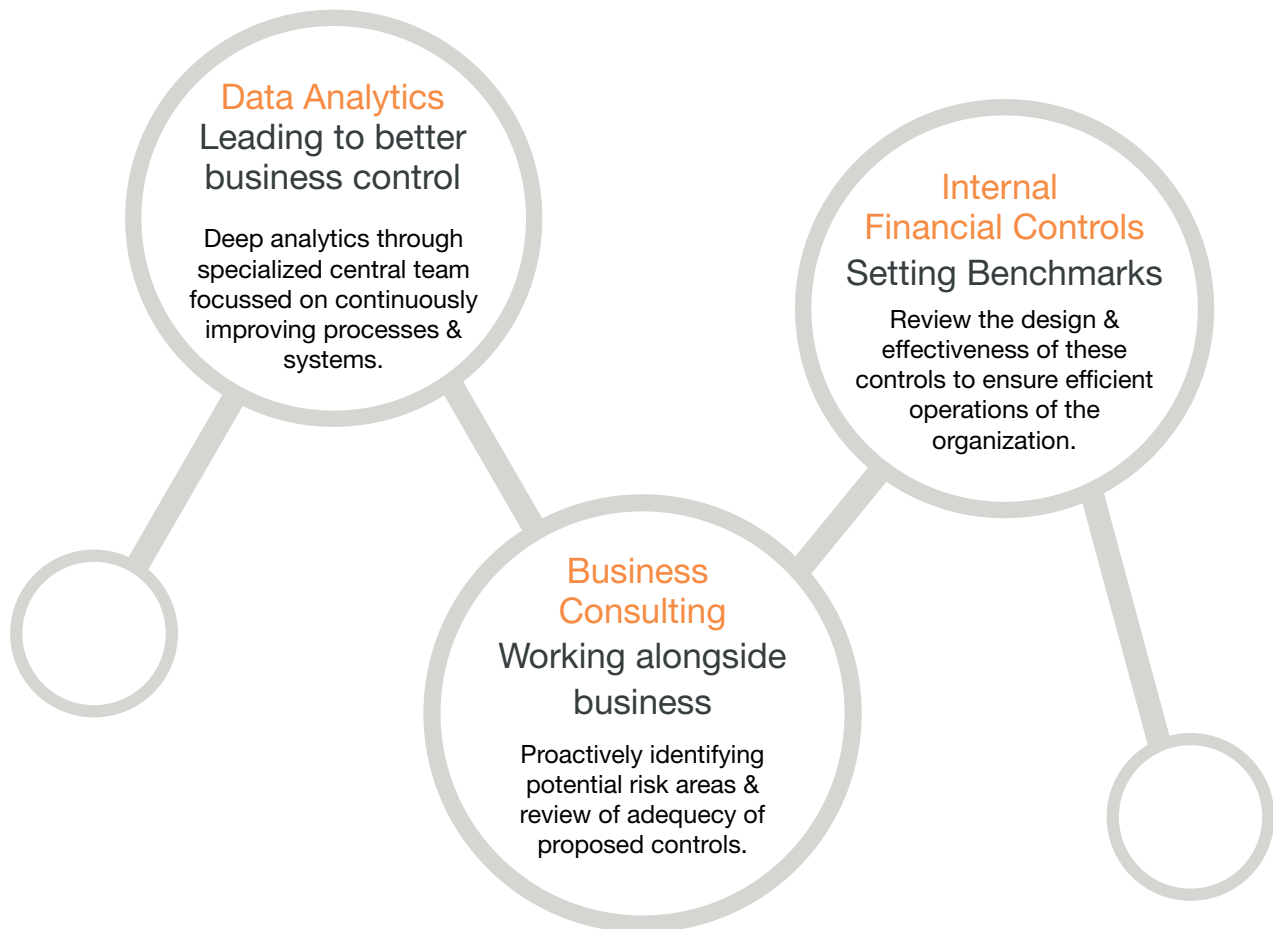 Data Analytics
Leading to better
business control
Deep analytics through
specialized central team
focussed on continuously
improving processes &
systems.
Internal
Financial Controls
Setting Benchmarks
Review the design &
effectiveness of these
controls to ensure efficient
operations of the
organization.
Business
Consulting
Working alongside
business
Proactively identifying
potential risk areas &
review of adequecy of
proposed controls.